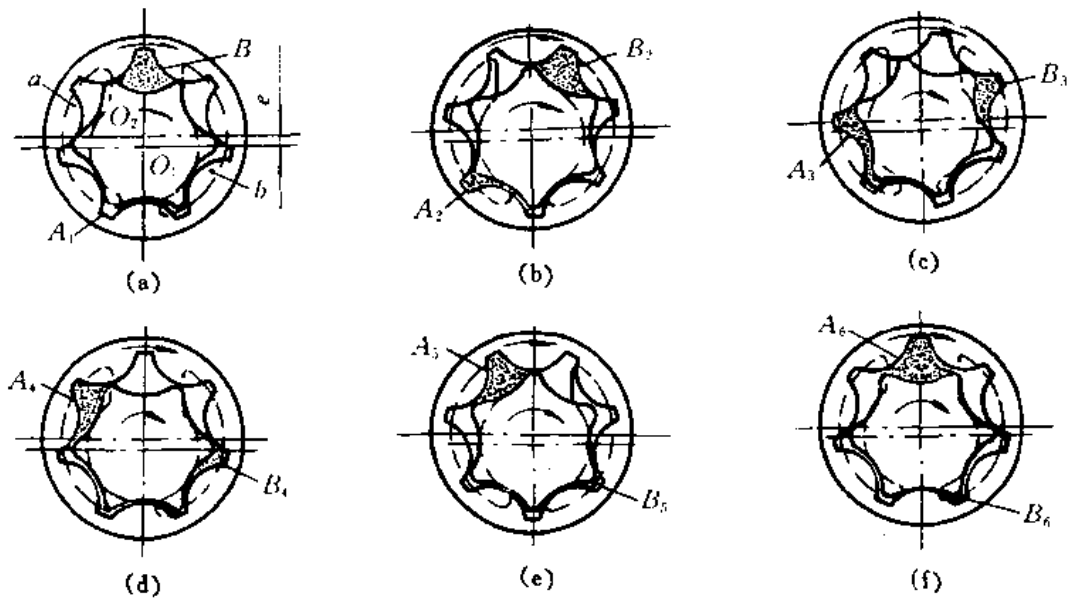 B
a
O₂
e
O₁
b
A₁
(a)
B₂
A₂
(b)
B₃
A₃
(c)
A₄
B₄
(d)
A₅
B₅
(e)
A₆
B₆
(f)